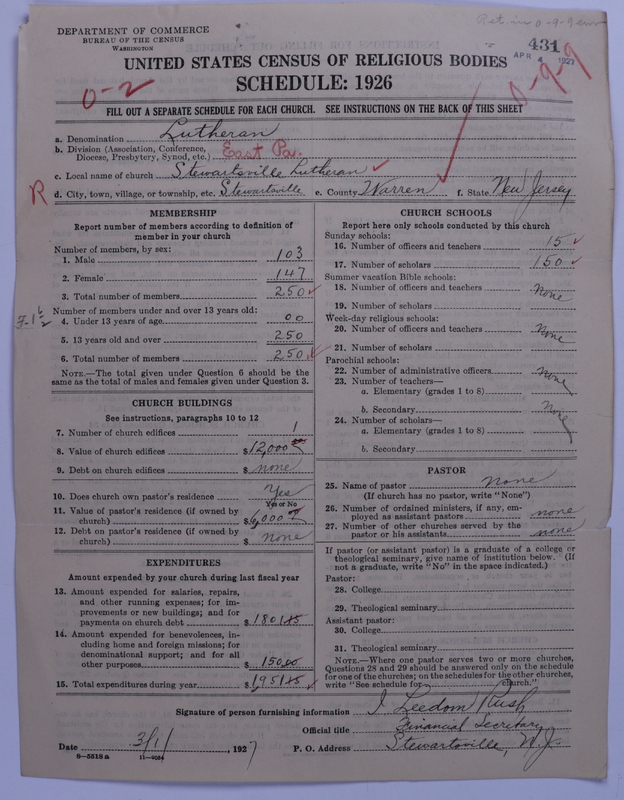 Ret. in 0-9-9
DEPARTMENT OF COMMERCE
BUREAU OF THE CENSUS
WASHINGTON
431
APR 4 1927
UNITED STATES CENSUS OF RELIGIOUS BODIES
SCHEDULE: 1926
0-2
0-9-9
FILL OUT A SEPARATE SCHEDULE FOR EACH CHURCH. SEE INSTRUCTIONS ON THE BACK OF THIS SHEET
a. Denomination Lutheran
b. Division (Association, Conference, Diocese, Presbytery, Synod, etc.) East Pa.
c. Local name of church Stewartsville Lutheran
R
d. City, town, village, or township, etc. Stewartsville e. County Warren f. State New Jersey
MEMBERSHIP
Report number of members according to definition of
member in your church
Number of members, by sex:
1. Male 103
2. Female 147
3. Total number of members 250
Number of members under and over 13 years old:
4. Under 13 years of age 00
5. 13 years old and over 250
6. Total number of members 250
NOTE.—The total given under Question 6 should be
same as the total of males and females given under Question 3.
CHURCH BUILDINGS
See instructions, paragraphs 10 to 12
7. Number of church edifices 1
8. Value of church edifices $12,000
9. Debt on church edifices $ none
10. Does church own pastor's residence Yes
Yes or No
11. Value of pastor's residence (if owned by
church) $6,000
12. Debt on pastor's residence (if owned by
church) $ none
EXPENDITURES
Amount expended by your church during last fiscal year
13. Amount expended for salaries, repairs,
and other running expenses; for im-
provements or new buildings; and for
payments on church debt $1801.85
14. Amount expended for benevolences, in-
cluding home and foreign missions; for
denominational support; and for all
other purposes $150.00
15. Total expenditures during year $1951.85
CHURCH SCHOOLS
Report here only schools conducted by this church
Sunday schools:
16. Number of officers and teachers 15
17. Number of scholars 150
Summer vacation Bible schools:
18. Number of officers and teachers None
19. Number of scholars
Week-day religious schools:
20. Number of officers and teachers None
21. Number of scholars
Parochial schools:
22. Number of administrative officers None
23. Number of teachers—
a. Elementary (grades 1 to 8)
b. Secondary None
24. Number of scholars—
a. Elementary (grades 1 to 8)
b. Secondary
PASTOR
25. Name of pastor None
(If church has no pastor, write "None")
26. Number of ordained ministers, if any, em-
ployed as assistant pastors none
27. Number of other churches served by the
pastor or his assistants none
If pastor (or assistant pastor) is a graduate of a college or
theological seminary, give name of institution below. (If
not a graduate, write "No" in the space indicated.)
Pastor:
28. College
29. Theological seminary
Assistant pastor:
30. College
31. Theological seminary
NOTE.—Where one pastor serves two or more churches,
Questions 28 and 29 should be answered only on the schedule
for one of the churches; on the schedules for the other churches,
write "See schedule for church."
Signature of person furnishing information J Leedom Rush
Official title Financial Secretary
Date 3/1/, 1927 P. O. Address Stewartsville, N.J.
8-5518a 11-9054